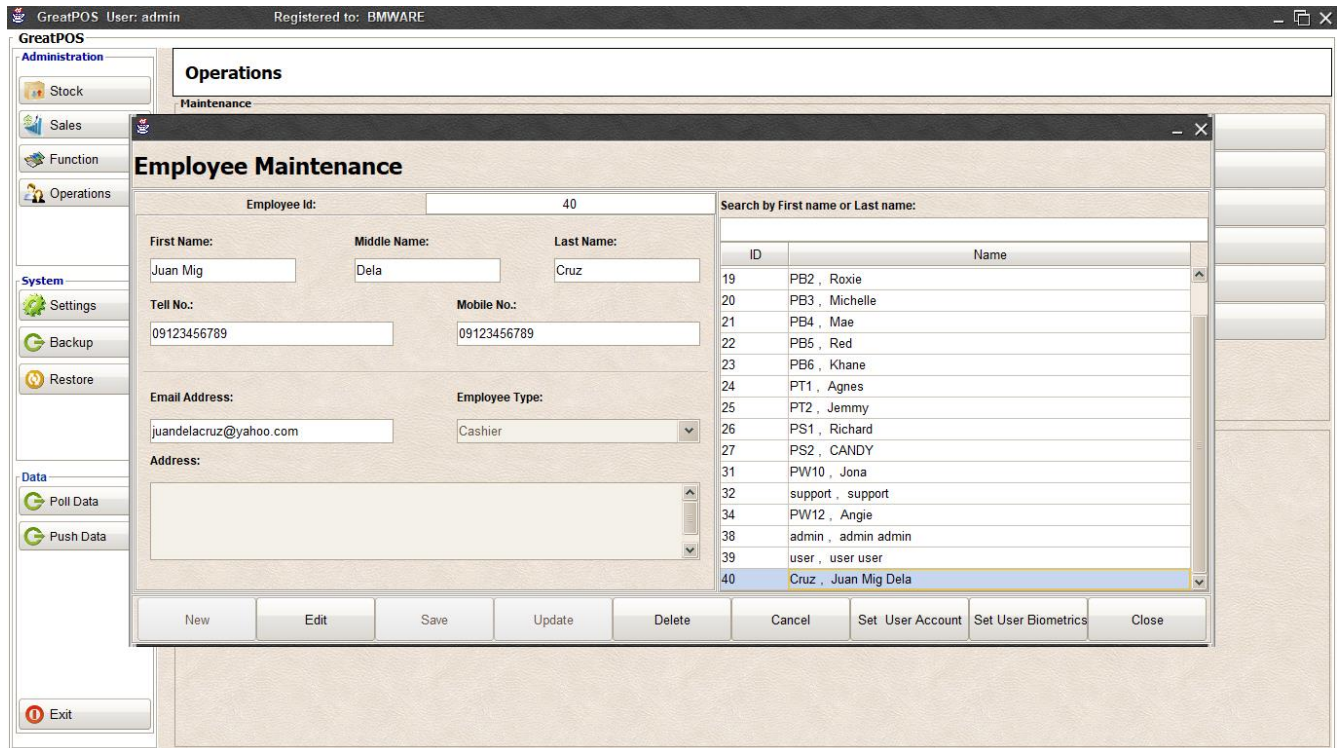 GreatPOS User: admin Registered to: BMWARE
GreatPOS
Administration
Stock
Sales
Function
Operations
System
Settings
Backup
Restore
Data
Poll Data
Push Data
Exit
Operations
Maintenance
Employee Maintenance
Employee Id: 40
First Name: Middle Name: Last Name:
Juan Mig Dela Cruz
Tell No.: Mobile No.:
09123456789 09123456789
Email Address: Employee Type:
juandelacruz@yahoo.com Cashier
Address:
Search by First name or Last name:
ID Name
19 PB2 , Roxie
20 PB3 , Michelle
21 PB4 , Mae
22 PB5 , Red
23 PB6 , Khane
24 PT1 , Agnes
25 PT2 , Jemmy
26 PS1 , Richard
27 PS2 , CANDY
31 PW10 , Jona
32 support , support
34 PW12 , Angie
38 admin , admin admin
39 user , user user
40 Cruz , Juan Mig Dela
New Edit Save Update Delete Cancel Set User Account Set User Biometrics Close